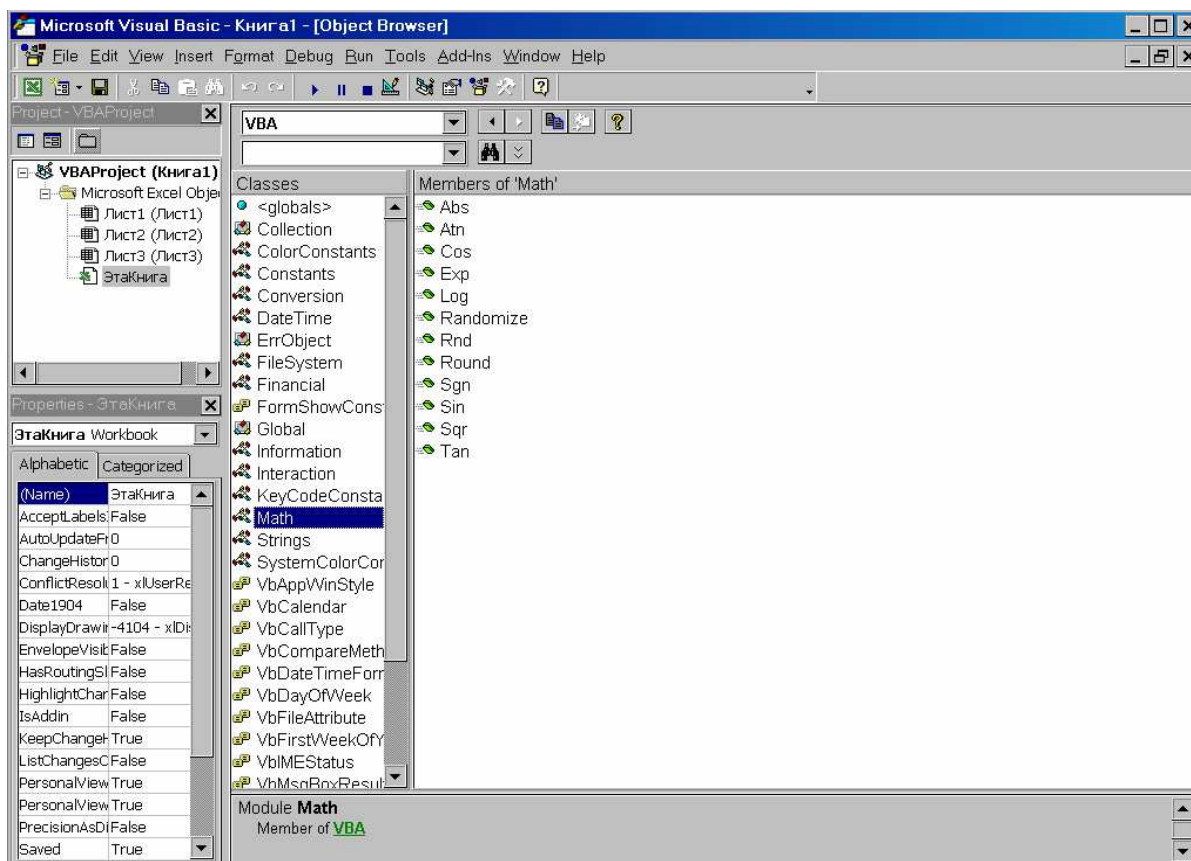 Microsoft Visual Basic - Книга1 - [Object Browser]
File Edit View Insert Format Debug Run Tools Add-Ins Window Help
Project - VBAProject
VBAProject (Книга1)
Microsoft Excel Obje
Лист1 (Лист1)
Лист2 (Лист2)
Лист3 (Лист3)
ЭтаКнига
Properties - ЭтаКнига
ЭтаКнига Workbook
Alphabetic Categorized
(Name) ЭтаКнига
AcceptLabels False
AutoUpdateFr 0
ChangeHistor 0
ConflictResol 1 - xlUserRe
Date1904 False
DisplayDrawir -4104 - xlDi
EnvelopeVisit False
HasRoutingSl False
HighlightChar False
IsAddin False
KeepChangeH True
ListChangesC False
PersonalView True
PersonalView True
PrecisionAsDi False
Saved True
VBA
Classes
<globals>
Collection
ColorConstants
Constants
Conversion
DateTime
ErrObject
FileSystem
Financial
FormShowCons
Global
Information
Interaction
KeyCodeConsta
Math
Strings
SystemColorCor
VbAppWinStyle
VbCalendar
VbCallType
VbCompareMeth
VbDateTimeForr
VbDayOfWeek
VbFileAttribute
VbFirstWeekOfY
VbIMEStatus
VbMsgBoxResul
Members of 'Math'
Abs
Atn
Cos
Exp
Log
Randomize
Rnd
Round
Sgn
Sin
Sqr
Tan
Module Math
Member of VBA